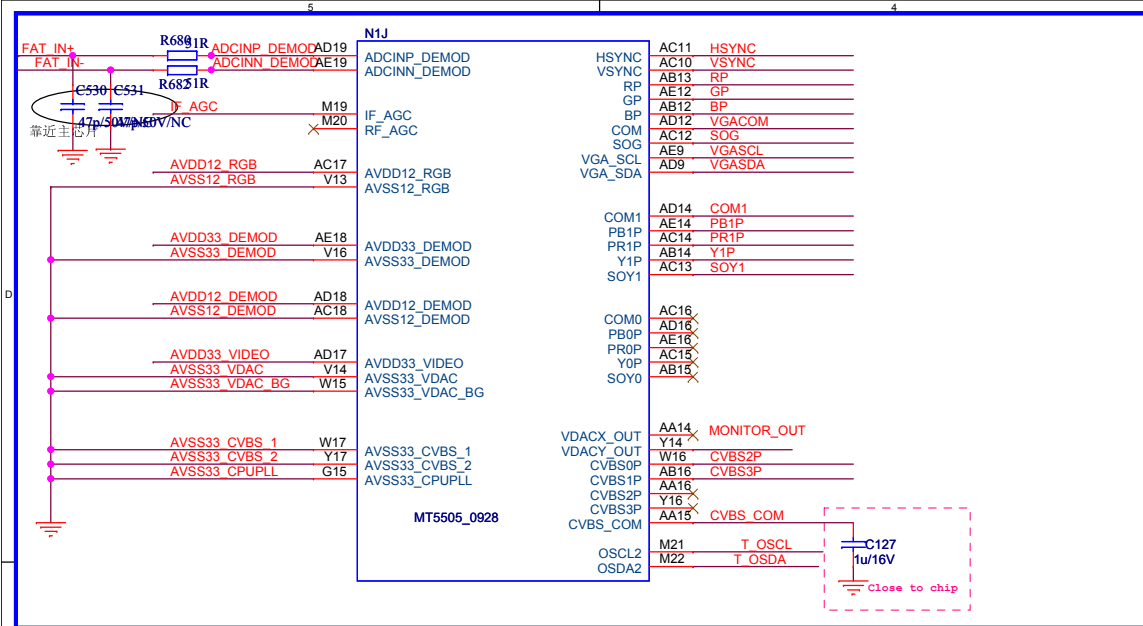 5 4
N1J
FAT_IN+ R680 51R ADCINP_DEMOD AD19 ADCINP_DEMOD
FAT_IN- R682 51R ADCINN_DEMOD AE19 ADCINN_DEMOD
C530 C531
47p/50V/NC 47p/50V/NC
靠近主芯片
IF_AGC M19 IF_AGC
M20 RF_AGC
AVDD12_RGB AC17 AVDD12_RGB
AVSS12_RGB V13 AVSS12_RGB
AVDD33_DEMOD AE18 AVDD33_DEMOD
AVSS33_DEMOD V16 AVSS33_DEMOD
D
AVDD12_DEMOD AD18 AVDD12_DEMOD
AVSS12_DEMOD AC18 AVSS12_DEMOD
AVDD33_VIDEO AD17 AVDD33_VIDEO
AVSS33_VDAC V14 AVSS33_VDAC
AVSS33_VDAC_BG W15 AVSS33_VDAC_BG
AVSS33_CVBS_1 W17 AVSS33_CVBS_1
AVSS33_CVBS_2 Y17 AVSS33_CVBS_2
AVSS33_CPUPLL G15 AVSS33_CPUPLL
MT5505_0928
HSYNC AC11 HSYNC
VSYNC AC10 VSYNC
RP AB13 RP
GP AE12 GP
BP AB12 BP
COM AD12 VGACOM
SOG AC12 SOG
VGA_SCL AE9 VGASCL
VGA_SDA AD9 VGASDA
COM1 AD14 COM1
PB1P AE14 PB1P
PR1P AC14 PR1P
Y1P AB14 Y1P
SOY1 AC13 SOY1
COM0 AC16
PB0P AD16
PR0P AE16
Y0P AC15
SOY0 AB15
VDACX_OUT AA14 MONITOR_OUT
VDACY_OUT Y14
CVBS0P W16 CVBS2P
CVBS1P AB16 CVBS3P
CVBS2P AA16
CVBS3P Y16
CVBS_COM AA15 CVBS_COM
OSCL2 M21 T_OSCL
OSDA2 M22 T_OSDA
C127
1u/16V
Close to chip